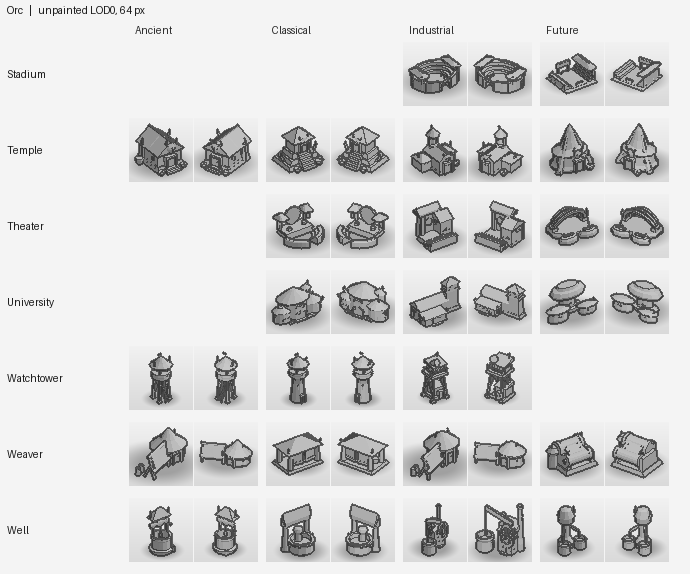 Orc | unpainted LOD0, 64 px
Ancient Classical Industrial Future
Stadium
Temple
Theater
University
Watchtower
Weaver
Well